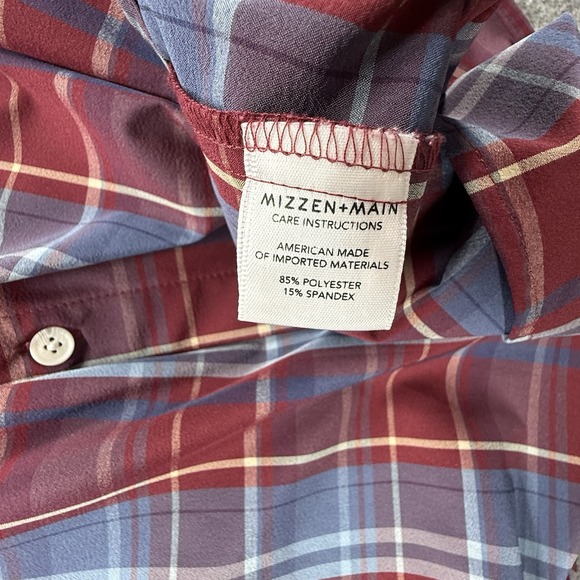 MIZZEN+MAIN
CARE INSTRUCTIONS
AMERICAN MADE
OF IMPORTED MATERIALS
85% POLYESTER
15% SPANDEX